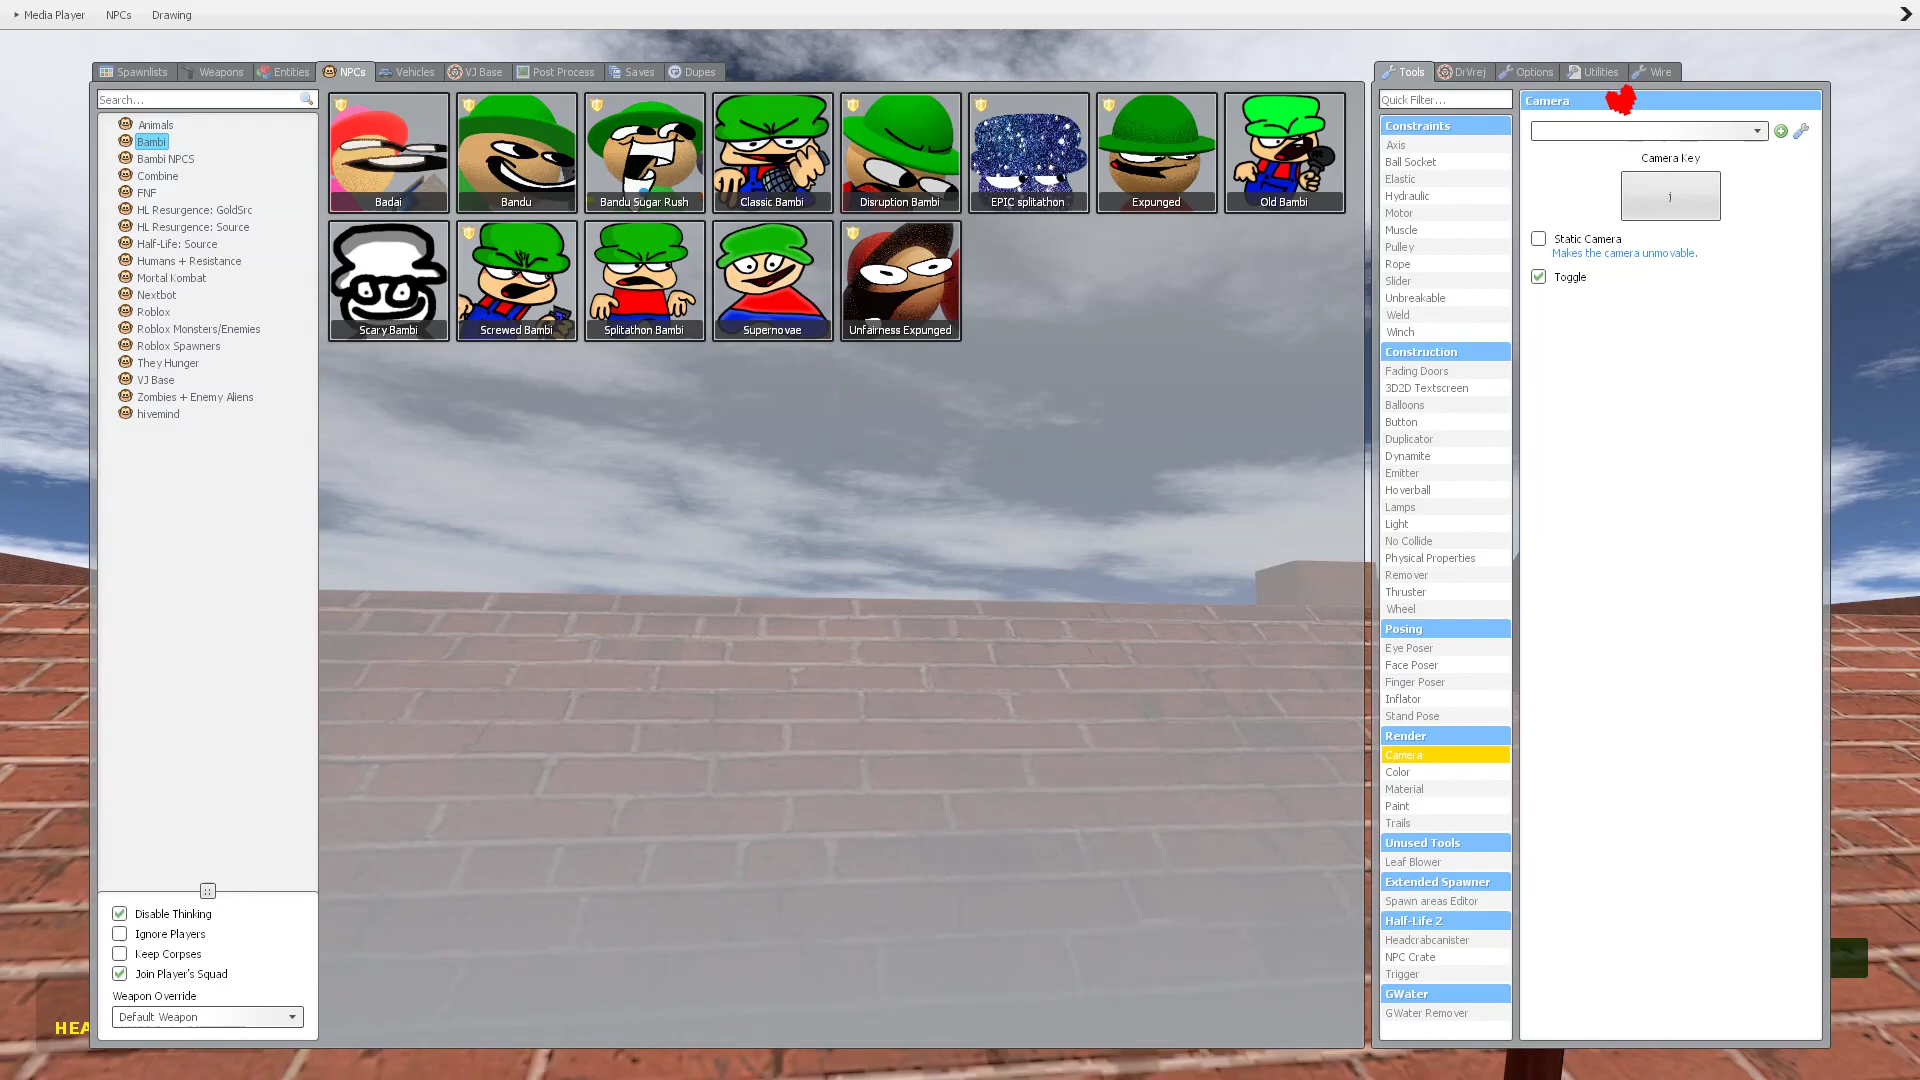 Media Player
NPCs
Drawing
Spawnlists
Weapons
Entities
NPCs
Vehicles
VJ Base
Post Process
Saves
Dupes
Search...
Animals
Bambi
Bambi NPCS
Combine
FNF
HL Resurgence: GoldSrc
HL Resurgence: Source
Half-Life: Source
Humans + Resistance
Mortal Kombat
Nextbot
Roblox
Roblox Monsters/Enemies
Roblox Spawners
They Hunger
VJ Base
Zombies + Enemy Aliens
hivemind
Disable Thinking
Ignore Players
Keep Corpses
Join Player's Squad
Weapon Override
Default Weapon
HEA
Badai
Bandu
Bandu Sugar Rush
Classic Bambi
Disruption Bambi
EPIC splitathon
Expunged
Old Bambi
Scary Bambi
Screwed Bambi
Splitathon Bambi
Supernovae
Unfairness Expunged
Tools
DrVrej
Options
Utilities
Wire
Quick Filter...
Constraints
Axis
Ball Socket
Elastic
Hydraulic
Motor
Muscle
Pulley
Rope
Slider
Unbreakable
Weld
Winch
Construction
Fading Doors
3D2D Textscreen
Balloons
Button
Duplicator
Dynamite
Emitter
Hoverball
Lamps
Light
No Collide
Physical Properties
Remover
Thruster
Wheel
Posing
Eye Poser
Face Poser
Finger Poser
Inflator
Stand Pose
Render
Camera
Color
Material
Paint
Trails
Unused Tools
Leaf Blower
Extended Spawner
Spawn areas Editor
Half-Life 2
Headcrabcanister
NPC Crate
Trigger
GWater
GWater Remover
Camera
Camera Key
j
Static Camera
Makes the camera unmovable.
Toggle